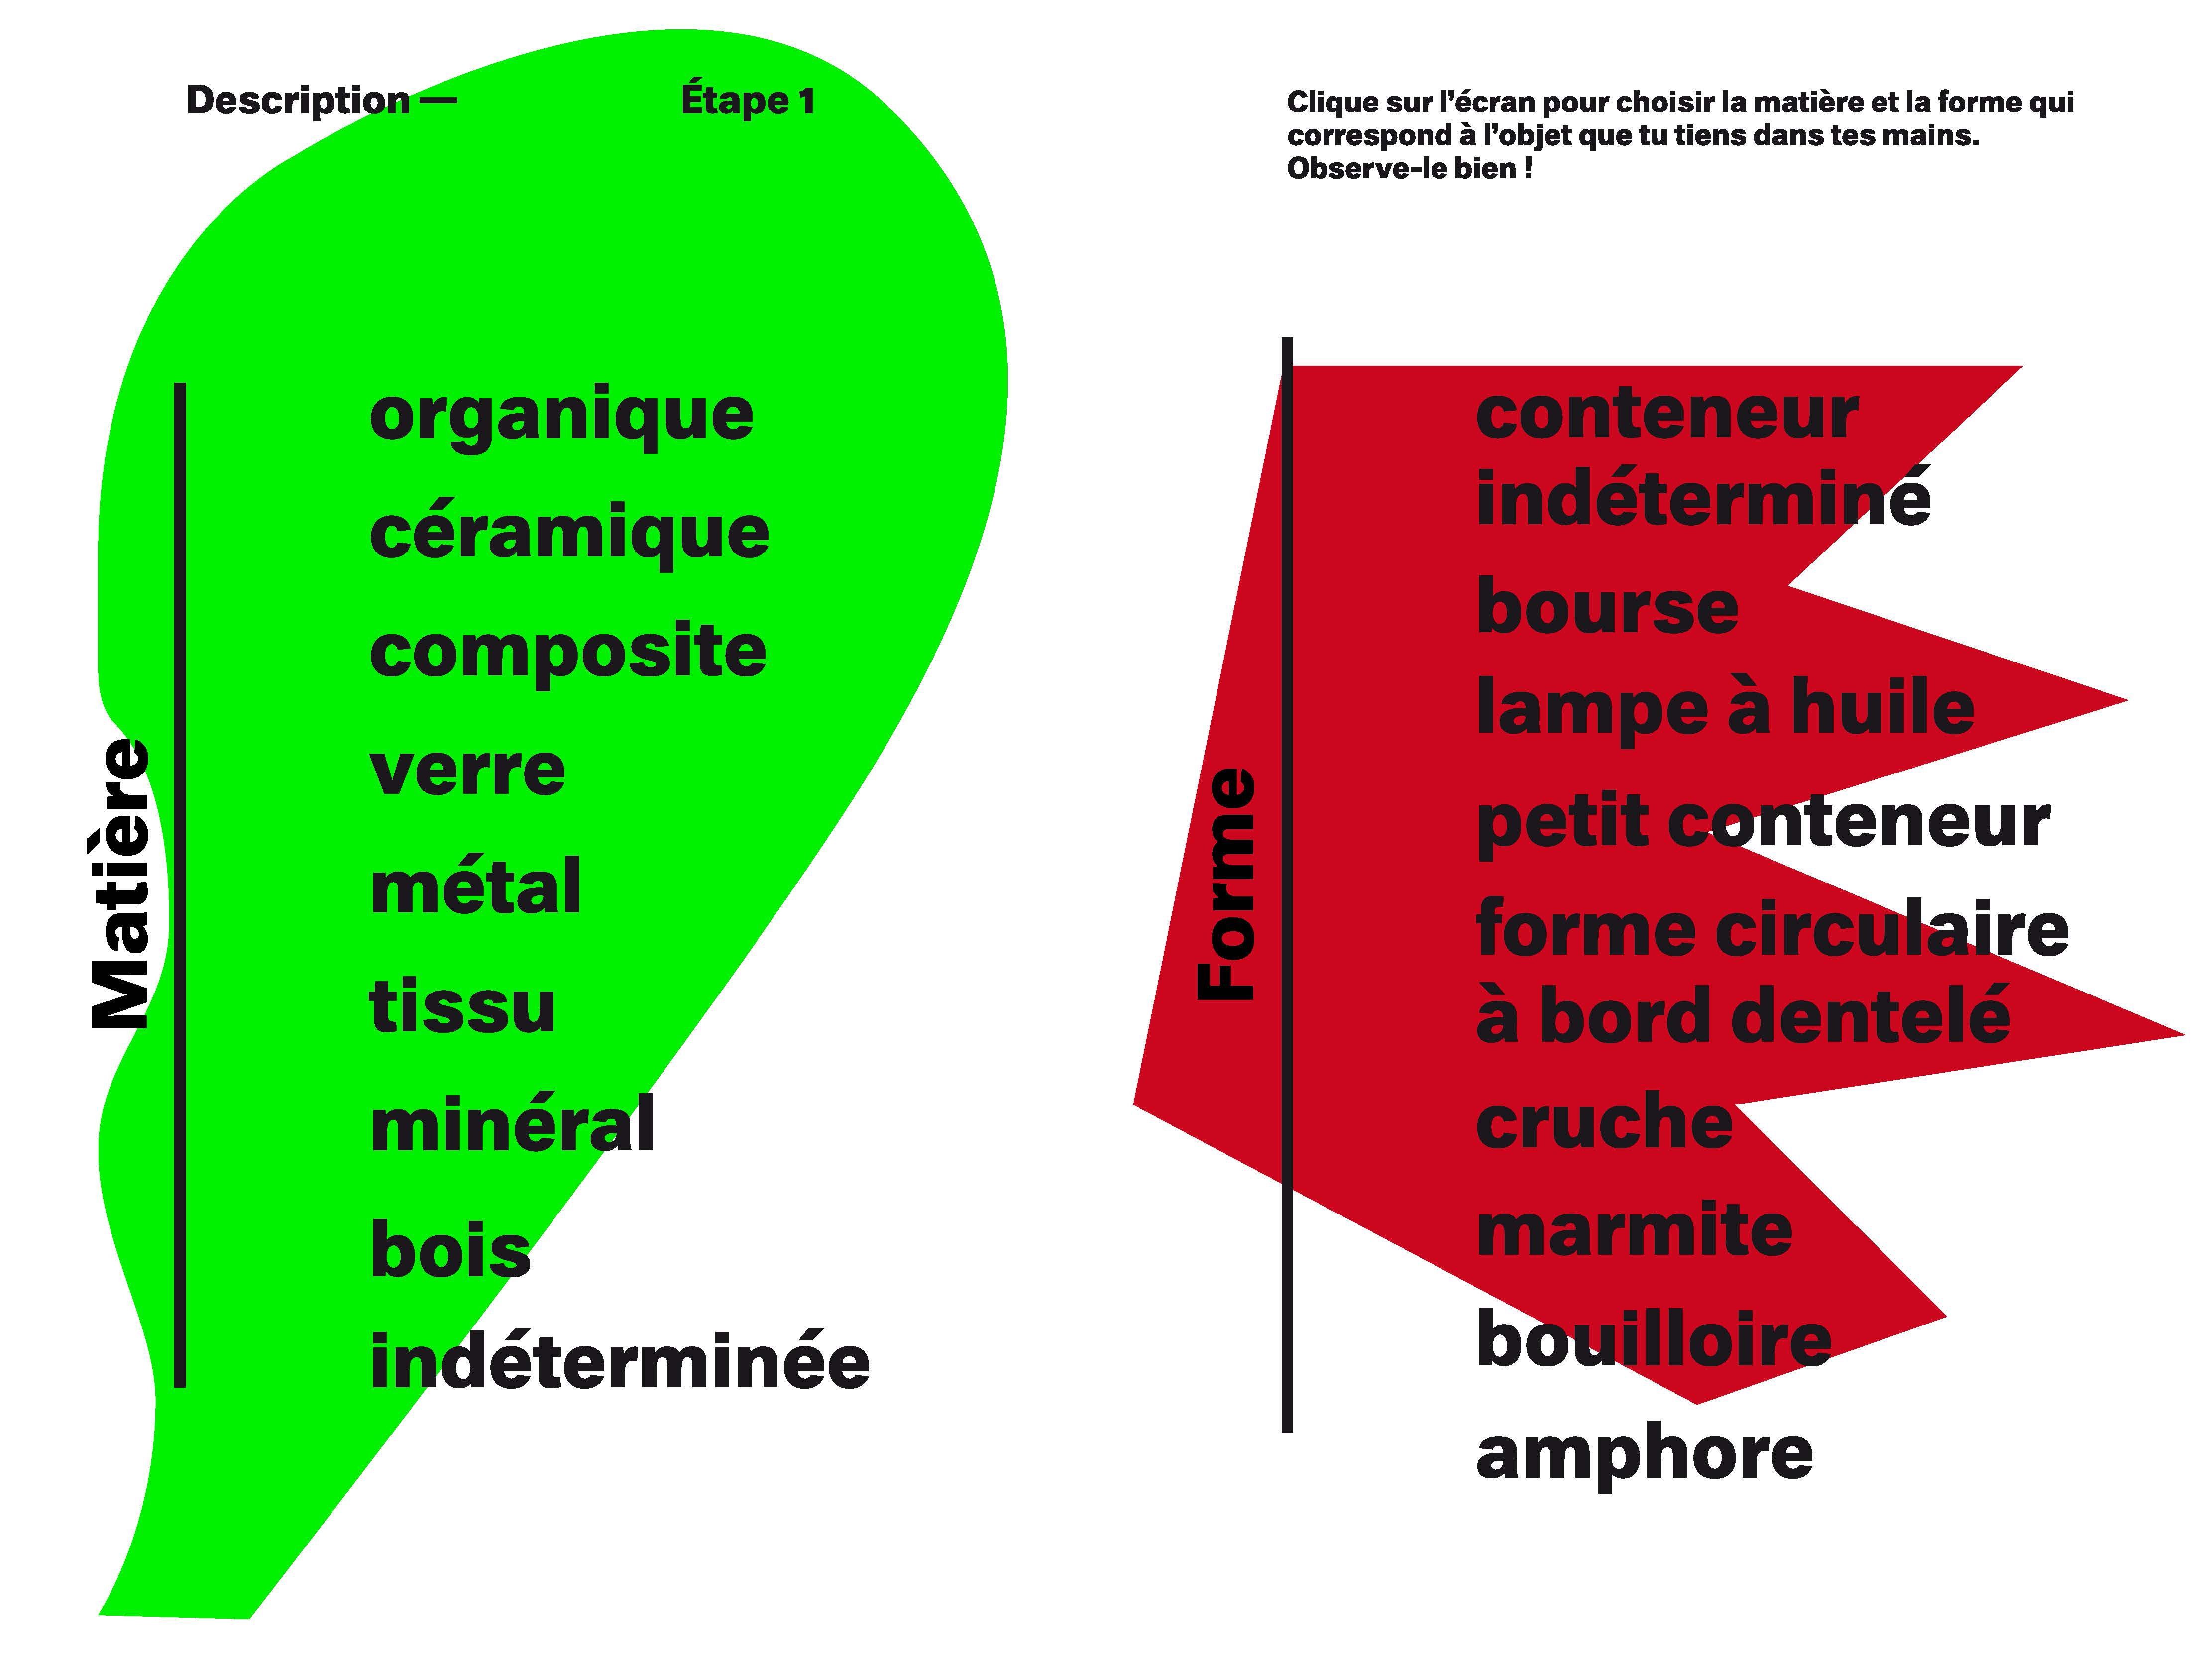 Description —
Étape 1
Clique sur l’écran pour choisir la matière et la forme qui
correspond à l’objet que tu tiens dans tes mains.
Observe-le bien !
Matière
organique
céramique
composite
verre
métal
tissu
minéral
bois
indéterminée
Forme
conteneur
indéterminé
bourse
lampe à huile
petit conteneur
forme circulaire
à bord dentelé
cruche
marmite
bouilloire
amphore